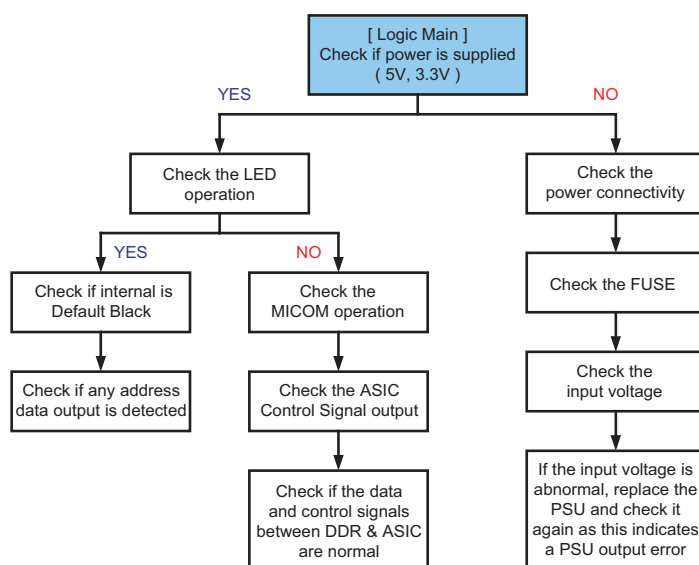 [ Logic Main ]
Check if power is supplied
( 5V, 3.3V )
YES
NO
Check the LED
operation
Check the
power connectivity
YES
NO
Check if internal is
Default Black
Check the
MICOM operation
Check the FUSE
Check if any address
data output is detected
Check the ASIC
Control Signal output
Check the
input voltage
Check if the data
and control signals
between DDR & ASIC
are normal
If the input voltage is
abnormal, replace the
PSU and check it
again as this indicates
a PSU output error